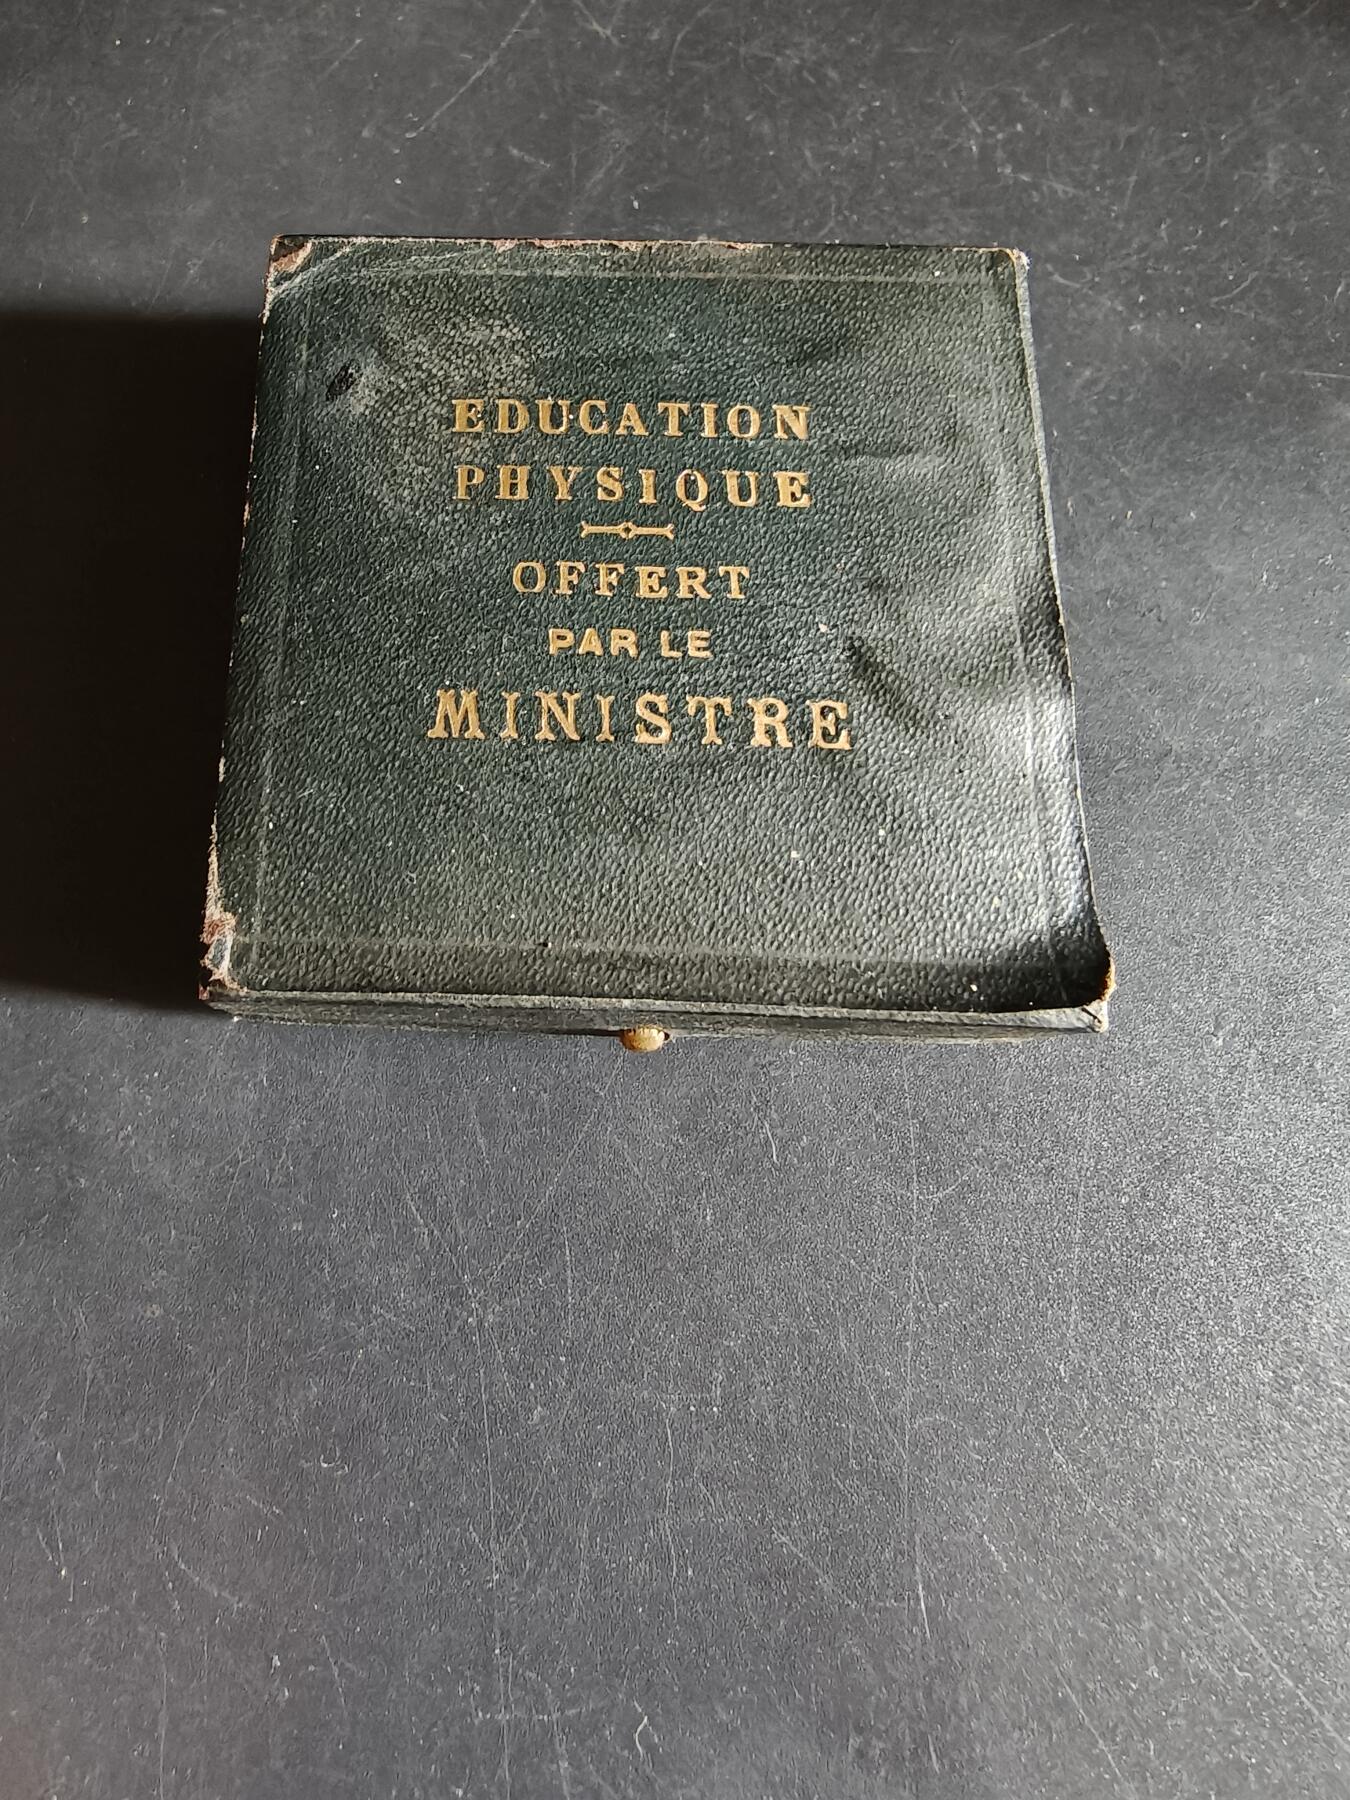 EDUCATION
PHYSIQUE
OFFERT
PAR LE
MINISTRE